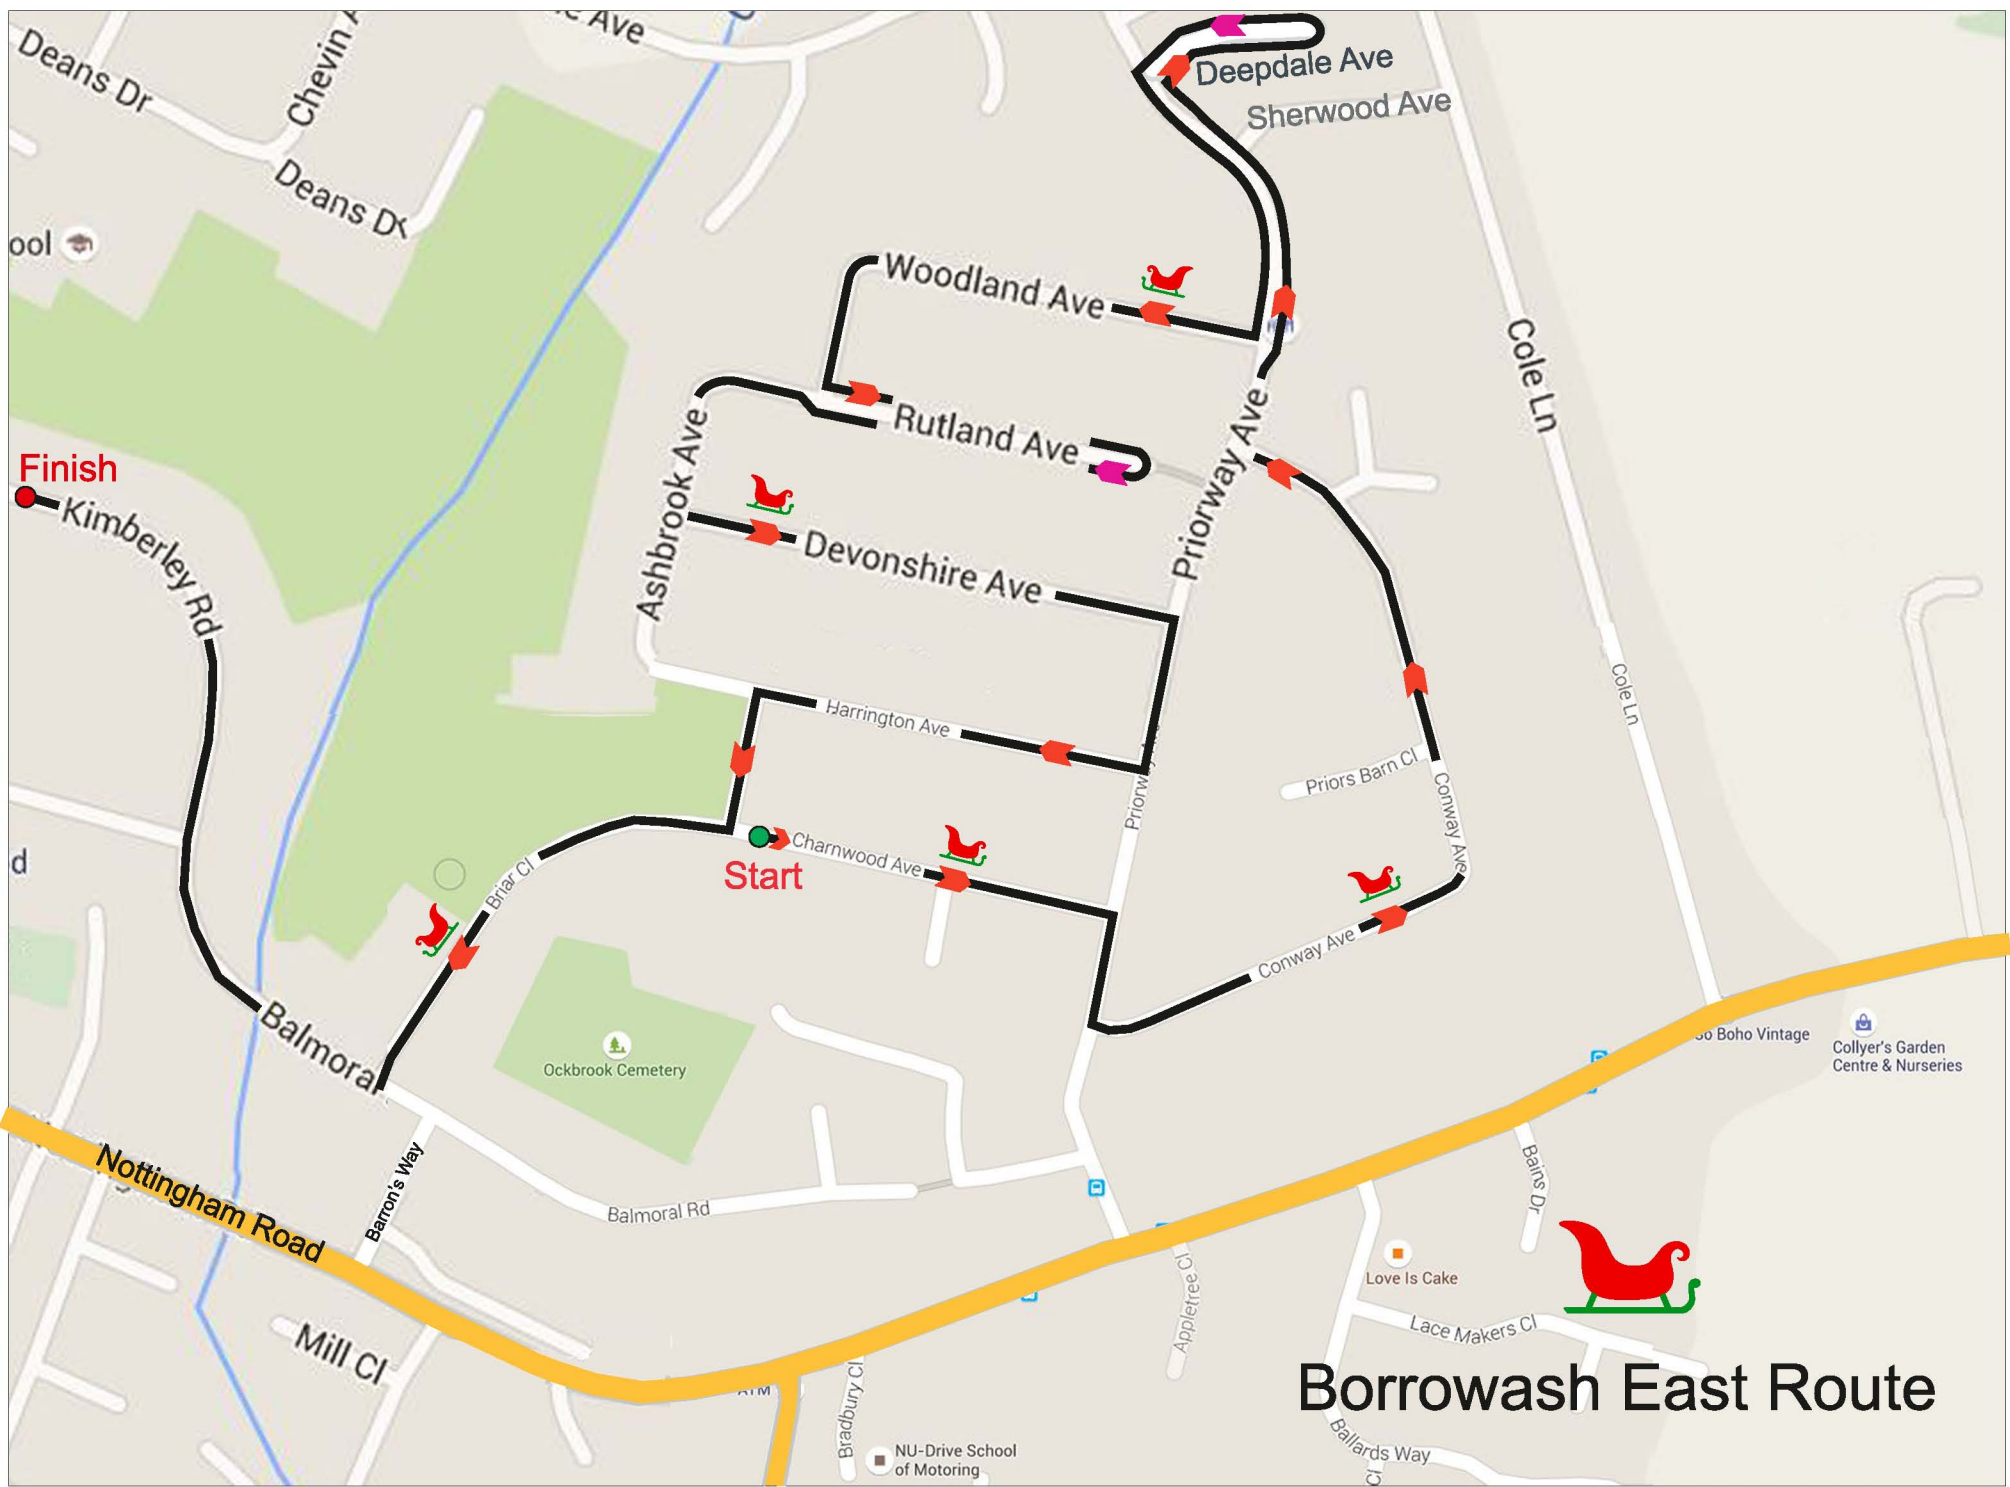 Ave
Deans Dr
Chevin
Deans Dr
ool
Deepdale Ave
Sherwood Ave
Woodland Ave
Cole Ln
Rutland Ave
Priorway Ave
Ashbrook Ave
Finish
Kimberley Rd
Devonshire Ave
Cole Ln
Harrington Ave
Priorway Ave
Priors Barn Cl
Conway Ave
Charnwood Ave
Start
d
Briar Cl
Conway Ave
Balmoral
Ockbrook Cemetery
So Boho Vintage
Collyer's Garden
Centre & Nurseries
Nottingham Road
Barron's Way
Balmoral Rd
Bains Dr
Appletree Cl
Love Is Cake
Lace Makers Cl
Mill Cl
Borrowash East Route
ATM
Bradbury Cl
Ballards Way
NU-Drive School
of Motoring
Cl